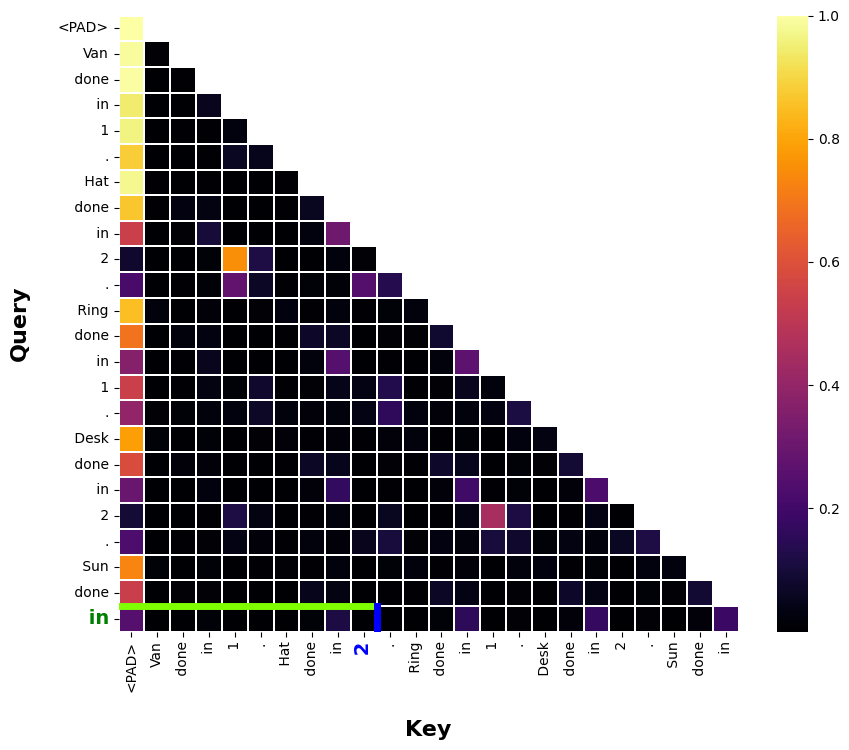 <PAD>
Van
done
in
1
.
Hat
done
in
2
.
Ring
done
in
1
.
Desk
done
in
2
.
Sun
done
in
Query
<PAD> Van done in 1 . Hat done in 2 . Ring done in 1 . Desk done in 2 . Sun done in
Key
1.0
0.8
0.6
0.4
0.2